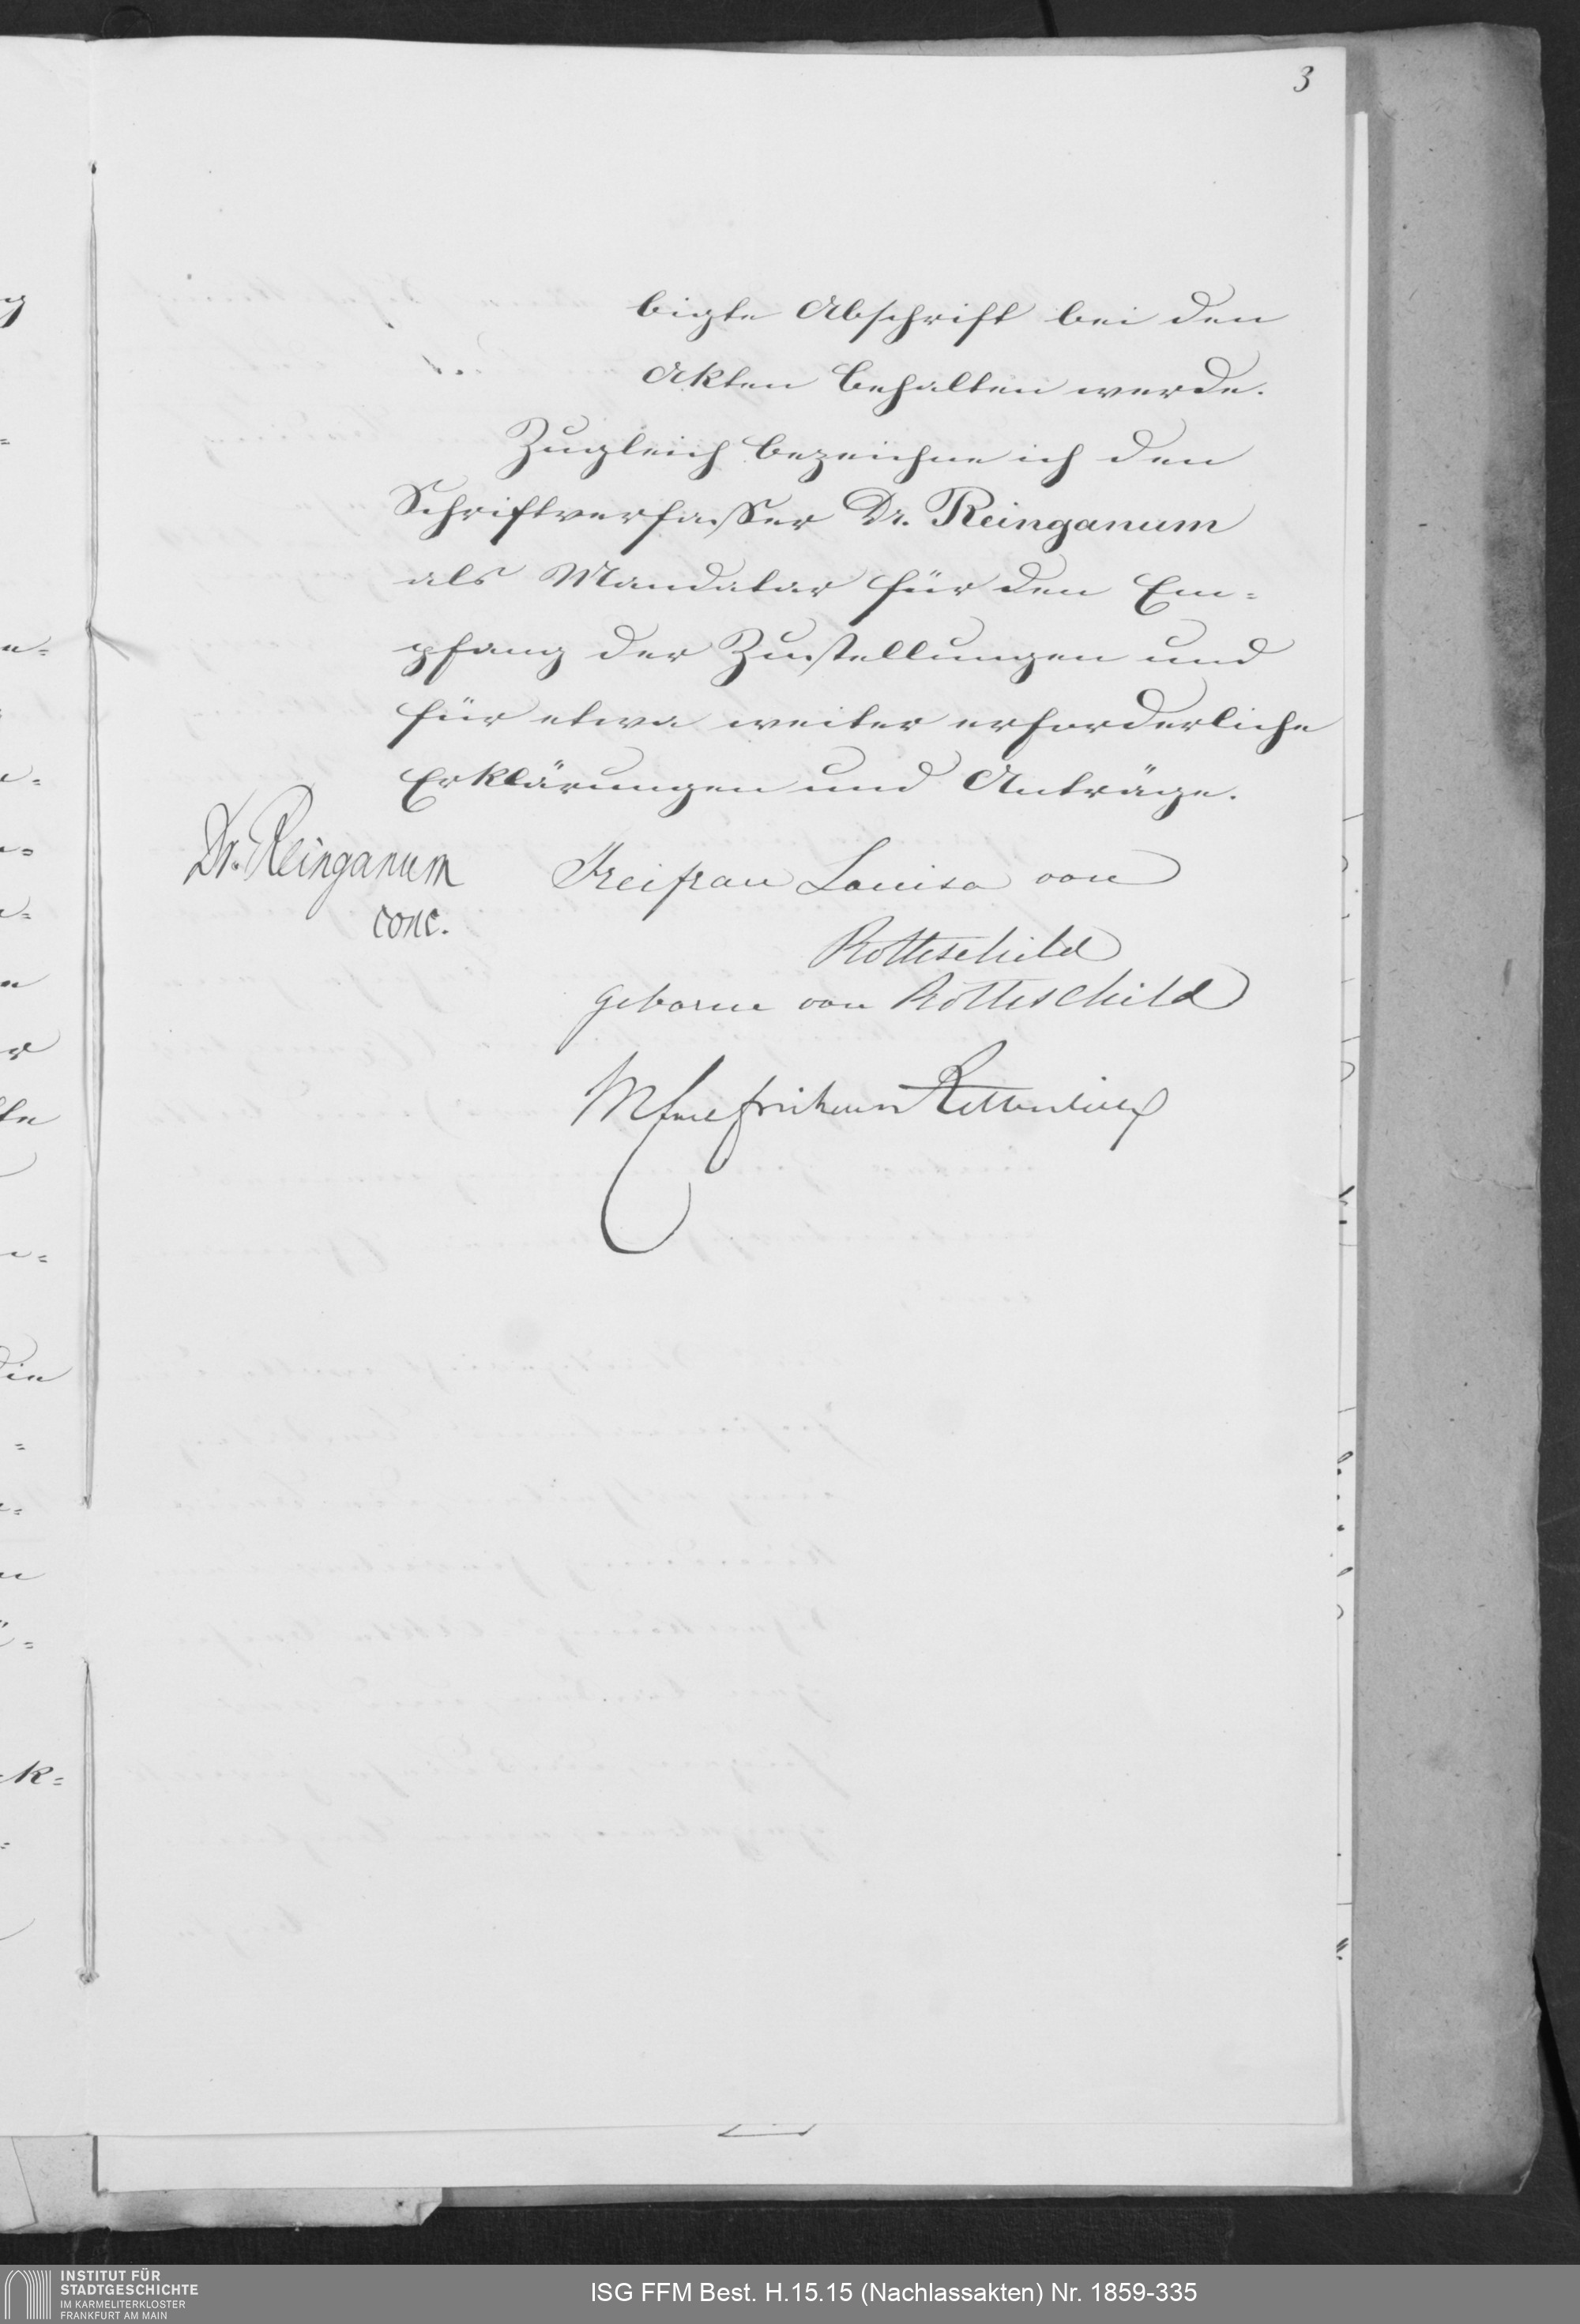 3
bigte Abschrift bei den
Akten behalten werde.
Zugleich bezeichne ich den
Schriftverfasser Dr. Reinganum
als Mandatar für den Em=
pfang der Zustellungen und
für etwa weiter erforderliche
Erklärungen und Anträge.
Dr. Reinganum
conc.
Freifrau Louisa von
Rothschild
geborne von Rothschild
INSTITUT FÜR
STADTGESCHICHTE
IM KARMELITERKLOSTER
FRANKFURT AM MAIN
ISG FFM Best. H.15.15 (Nachlassakten) Nr. 1859-335